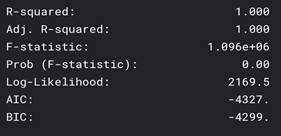 R-squared: 1.000
Adj. R-squared: 1.000
F-statistic: 1.096e+06
Prob (F-statistic): 0.00
Log-Likelihood: 2169.5
AIC: -4327.
BIC: -4299.